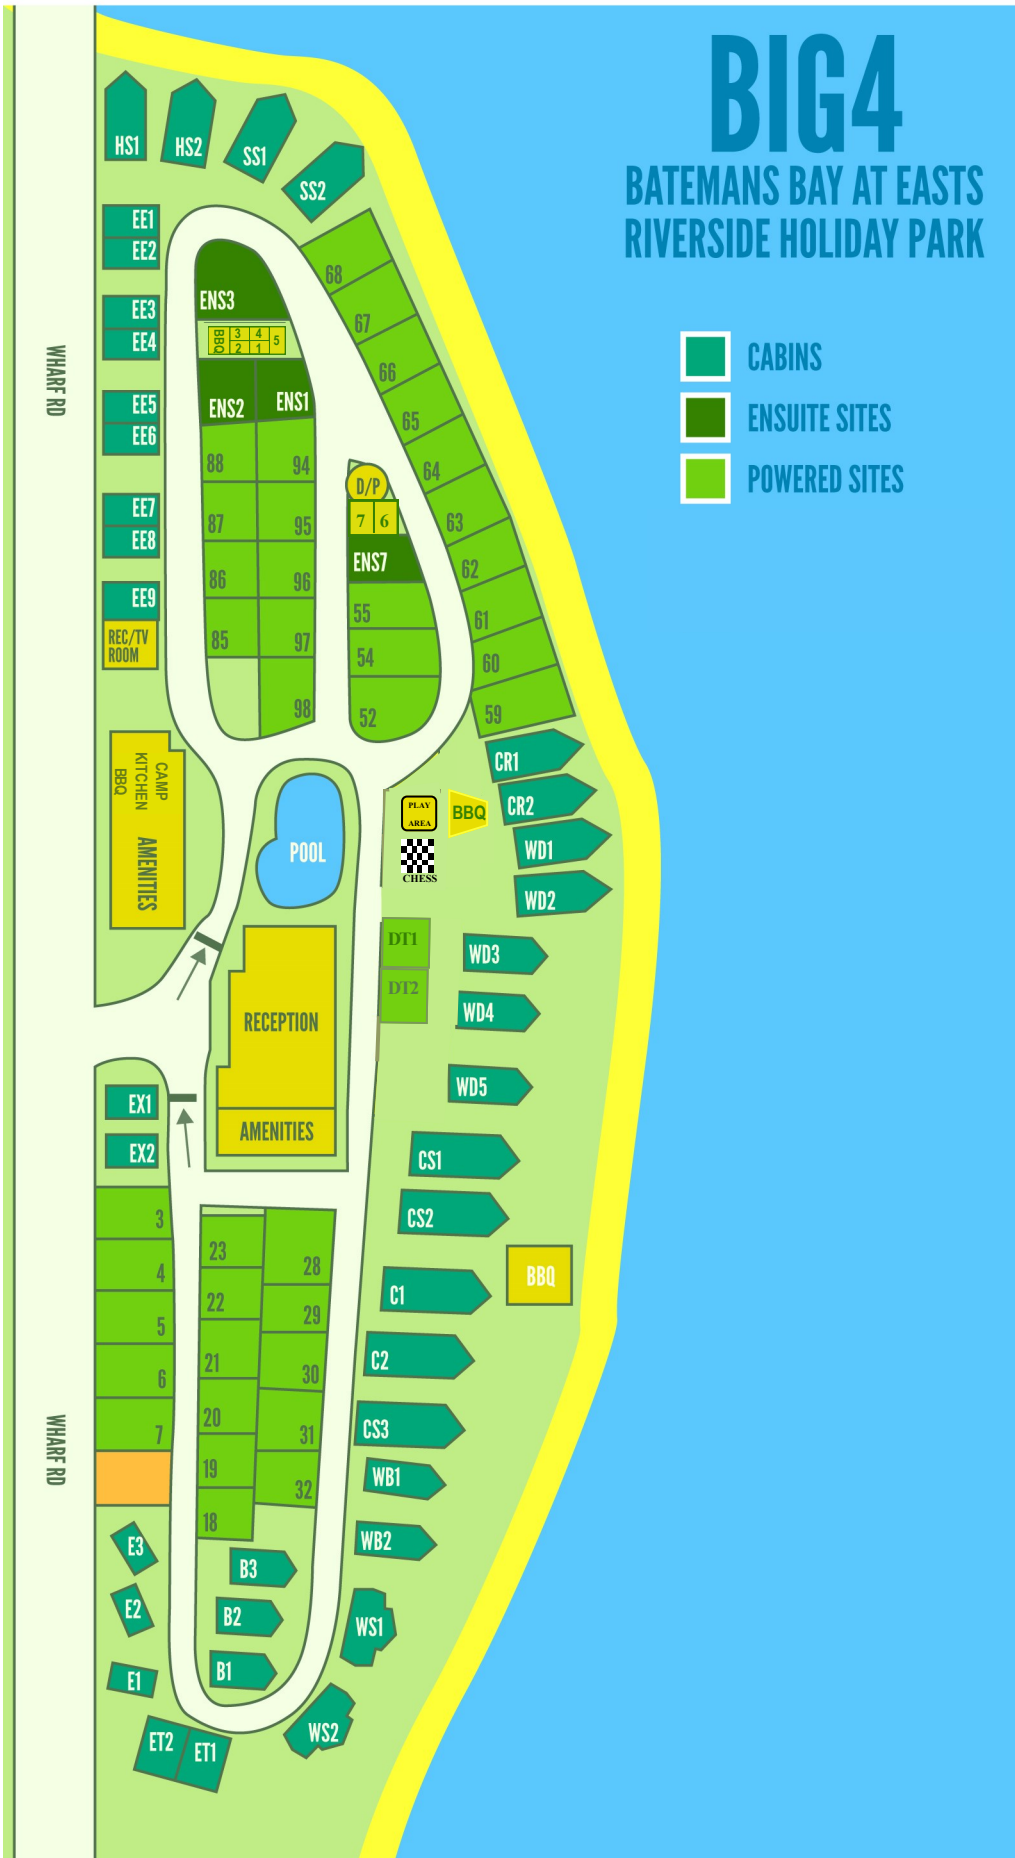 BIG4
BATEMANS BAY AT EASTS
RIVERSIDE HOLIDAY PARK
CABINS
ENSUITE SITES
POWERED SITES
WHARF RD
WHARF RD
HS1
HS2
SS1
SS2
EE1
EE2
EE3
EE4
EE5
EE6
EE7
EE8
EE9
REC/TV
ROOM
ENS3
BBQ
3
4
5
2
1
ENS2
ENS1
88
94
87
95
86
96
85
97
98
68
67
66
65
64
63
62
61
60
59
D/P
7
6
ENS7
55
54
52
CAMP
KITCHEN
BBQ
AMENITIES
POOL
PLAY
AREA
BBQ
CHESS
CR1
CR2
WD1
WD2
DT1
DT2
WD3
WD4
WD5
RECEPTION
AMENITIES
EX1
EX2
CS1
CS2
BBQ
C1
C2
CS3
WB1
WB2
WS1
WS2
3
4
5
6
7
23
22
21
20
19
18
28
29
30
31
32
B3
B2
B1
E3
E2
E1
ET2
ET1